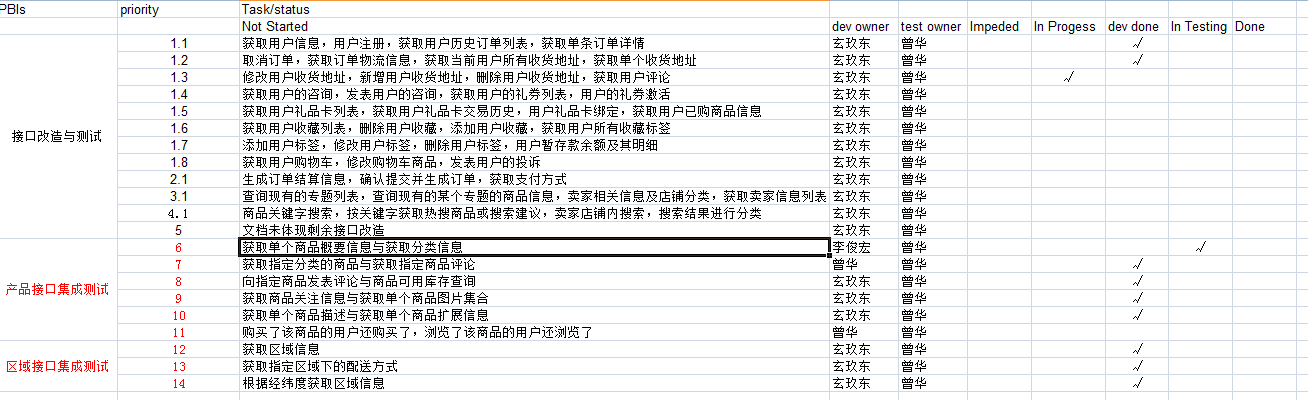 PBIs priority Task/status
Not Started dev owner test owner Impeded In Progess dev done In Testing Done
1.1 获取用户信息，用户注册，获取用户历史订单列表，获取单条订单详情 玄玖东 曾华 √
1.2 取消订单，获取订单物流信息，获取当前用户所有收货地址，获取单个收货地址 玄玖东 曾华 √
1.3 修改用户收货地址，新增用户收货地址，删除用户收货地址，获取用户评论 玄玖东 曾华 √
1.4 获取用户的咨询，发表用户的咨询，获取用户的礼券列表，用户的礼券激活 玄玖东 曾华
1.5 获取用户礼品卡列表，获取用户礼品卡交易历史，用户礼品卡绑定，获取用户已购商品信息 玄玖东 曾华
1.6 获取用户收藏列表，删除用户收藏，添加用户收藏，获取用户所有收藏标签 玄玖东 曾华
接口改造与测试 1.7 添加用户标签，修改用户标签，删除用户标签，用户暂存款余额及其明细 玄玖东 曾华
1.8 获取用户购物车，修改购物车商品，发表用户的投诉 玄玖东 曾华
2.1 生成订单结算信息，确认提交并生成订单，获取支付方式 玄玖东 曾华
3.1 查询现有的专题列表，查询现有的某个专题的商品信息，卖家相关信息及店铺分类，获取卖家信息列表 玄玖东 曾华
4.1 商品关键字搜索，按关键字获取热搜商品或搜索建议，卖家店铺内搜索，搜索结果进行分类 玄玖东 曾华
5 文档未体现剩余接口改造 玄玖东 曾华
6 获取单个商品概要信息与获取分类信息 李俊宏 曾华 √
7 获取指定分类的商品与获取指定商品评论 曾华 曾华 √
8 向指定商品发表评论与商品可用库存查询 玄玖东 曾华 √
产品接口集成测试 9 获取商品关注信息与获取单个商品图片集合 玄玖东 曾华 √
10 获取单个商品描述与获取单个商品扩展信息 玄玖东 曾华 √
11 购买了该商品的用户还购买了，浏览了该商品的用户还浏览了 曾华 曾华
12 获取区域信息 玄玖东 曾华 √
区域接口集成测试 13 获取指定区域下的配送方式 玄玖东 曾华 √
14 根据经纬度获取区域信息 玄玖东 曾华 √